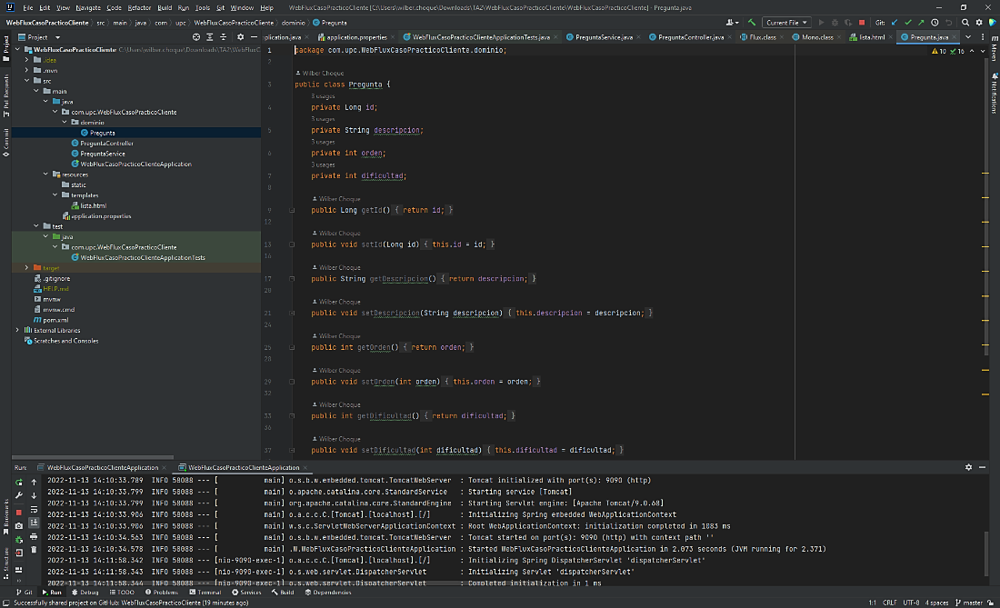 File Edit View Navigate Code Refactor Build Run Tools Git Window Help WebFluxCasoPracticoCliente [C:\Users\wilber.choque\Downloads\TA2\WebFluxCasoPracticoCliente\WebFluxCasoPracticoCliente] - Pregunta.java
WebFluxCasoPracticoCliente src main java com upc WebFluxCasoPracticoCliente dominio Pregunta Current File Git:
Project plication.java application.properties WebFluxCasoPracticoClienteApplicationTests.java PreguntaService.java PreguntaController.java Flux.class Mono.class lista.html Pregunta.java
WebFluxCasoPracticoCliente C:\Users\wilber.choque\Downloads\TA2\WebFluxC
.idea
.mvn
src
main
java
com.upc.WebFluxCasoPracticoCliente
dominio
Pregunta
PreguntaController
PreguntaService
WebFluxCasoPracticoClienteApplication
resources
static
templates
lista.html
application.properties
test
java
com.upc.WebFluxCasoPracticoCliente
WebFluxCasoPracticoClienteApplicationTests
target
.gitignore
HELP.md
mvnw
mvnw.cmd
pom.xml
External Libraries
Scratches and Consoles
Project
Pull Requests
Commit
Bookmarks
Structure
Maven
Notifications
10 16
1 package com.upc.WebFluxCasoPracticoCliente.dominio;
2
Wilber Choque
3 public class Pregunta {
3 usages
4 private Long id;
3 usages
5 private String descripcion;
3 usages
6 private int orden;
3 usages
7 private int dificultad;
8
Wilber Choque
9 public Long getId() { return id; }
12
Wilber Choque
13 public void setId(Long id) { this.id = id; }
16
Wilber Choque
17 public String getDescripcion() { return descripcion; }
20
Wilber Choque
21 public void setDescripcion(String descripcion) { this.descripcion = descripcion; }
24
Wilber Choque
25 public int getOrden() { return orden; }
28
Wilber Choque
29 public void setOrden(int orden) { this.orden = orden; }
32
Wilber Choque
33 public int getDificultad() { return dificultad; }
36
Wilber Choque
37 public void setDificultad(int dificultad) { this.dificultad = dificultad; }
Run: WebFluxCasoPracticoClienteApplication WebFluxCasoPracticoClienteApplication
2022-11-13 14:10:33.789 INFO 58088 --- [ main] o.s.b.w.embedded.tomcat.TomcatWebServer : Tomcat initialized with port(s): 9090 (http)
2022-11-13 14:10:33.799 INFO 58088 --- [ main] o.apache.catalina.core.StandardService : Starting service [Tomcat]
2022-11-13 14:10:33.799 INFO 58088 --- [ main] org.apache.catalina.core.StandardEngine : Starting Servlet engine: [Apache Tomcat/9.0.68]
2022-11-13 14:10:33.906 INFO 58088 --- [ main] o.a.c.c.C.[Tomcat].[localhost].[/] : Initializing Spring embedded WebApplicationContext
2022-11-13 14:10:33.906 INFO 58088 --- [ main] w.s.c.ServletWebServerApplicationContext : Root WebApplicationContext: initialization completed in 1083 ms
2022-11-13 14:10:34.563 INFO 58088 --- [ main] o.s.b.w.embedded.tomcat.TomcatWebServer : Tomcat started on port(s): 9090 (http) with context path ''
2022-11-13 14:10:34.578 INFO 58088 --- [ main] .W.WebFluxCasoPracticoClienteApplication : Started WebFluxCasoPracticoClienteApplication in 2.073 seconds (JVM running for 2.371)
2022-11-13 14:11:58.342 INFO 58088 --- [nio-9090-exec-1] o.a.c.c.C.[Tomcat].[localhost].[/] : Initializing Spring DispatcherServlet 'dispatcherServlet'
2022-11-13 14:11:58.343 INFO 58088 --- [nio-9090-exec-1] o.s.web.servlet.DispatcherServlet : Initializing Servlet 'dispatcherServlet'
2022-11-13 14:11:58.344 INFO 58088 --- [nio-9090-exec-1] o.s.web.servlet.DispatcherServlet : Completed initialization in 1 ms
Git Run Debug TODO Problems Terminal Services Build Dependencies
Successfully shared project on GitHub: WebFluxCasoPracticoCliente (19 minutes ago) 1:1 CRLF UTF-8 4 spaces master